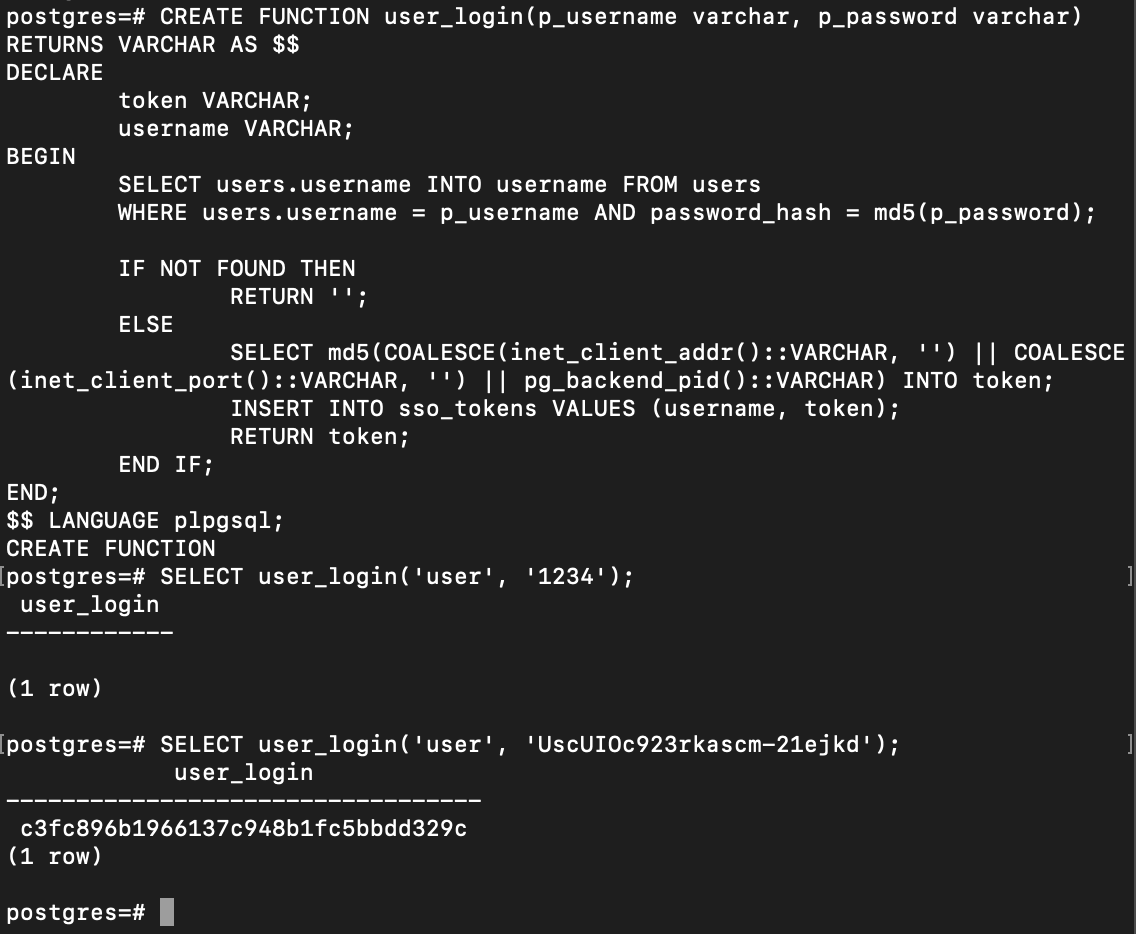 postgres=# CREATE FUNCTION user_login(p_username varchar, p_password varchar)
RETURNS VARCHAR AS $$
DECLARE
        token VARCHAR;
        username VARCHAR;
BEGIN
        SELECT users.username INTO username FROM users
        WHERE users.username = p_username AND password_hash = md5(p_password);

        IF NOT FOUND THEN
                RETURN '';
        ELSE
                SELECT md5(COALESCE(inet_client_addr()::VARCHAR, '') || COALESCE
(inet_client_port()::VARCHAR, '') || pg_backend_pid()::VARCHAR) INTO token;
                INSERT INTO sso_tokens VALUES (username, token);
                RETURN token;
        END IF;
END;
$$ LANGUAGE plpgsql;
CREATE FUNCTION
[postgres=# SELECT user_login('user', '1234');                                   ]
 user_login
------------

(1 row)

[postgres=# SELECT user_login('user', 'UscUIOc923rkascm-21ejkd');                ]
            user_login
----------------------------------
 c3fc896b1966137c948b1fc5bbdd329c
(1 row)

postgres=#